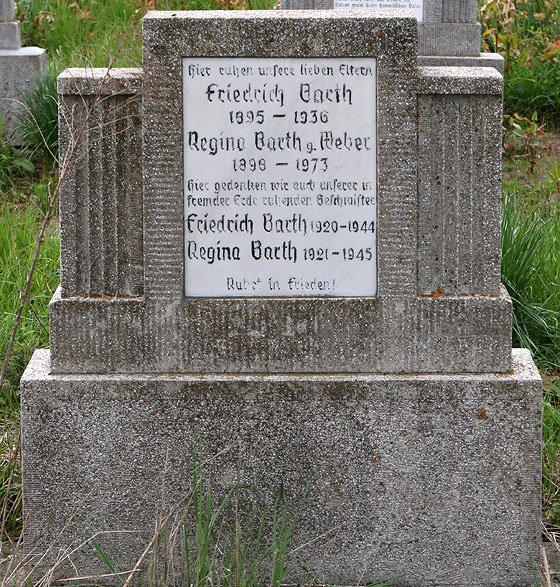 Hier ruhen unsere lieben Eltern
Friedrich Barth
1895 – 1936
Regina Barth g. Weber
1898 – 1973
Hier gedenken wir auch unserer in
fremder Erde ruhenden Geschwister
Friedrich Barth 1920-1944
Regina Barth 1921-1945
Ruhet in Frieden!